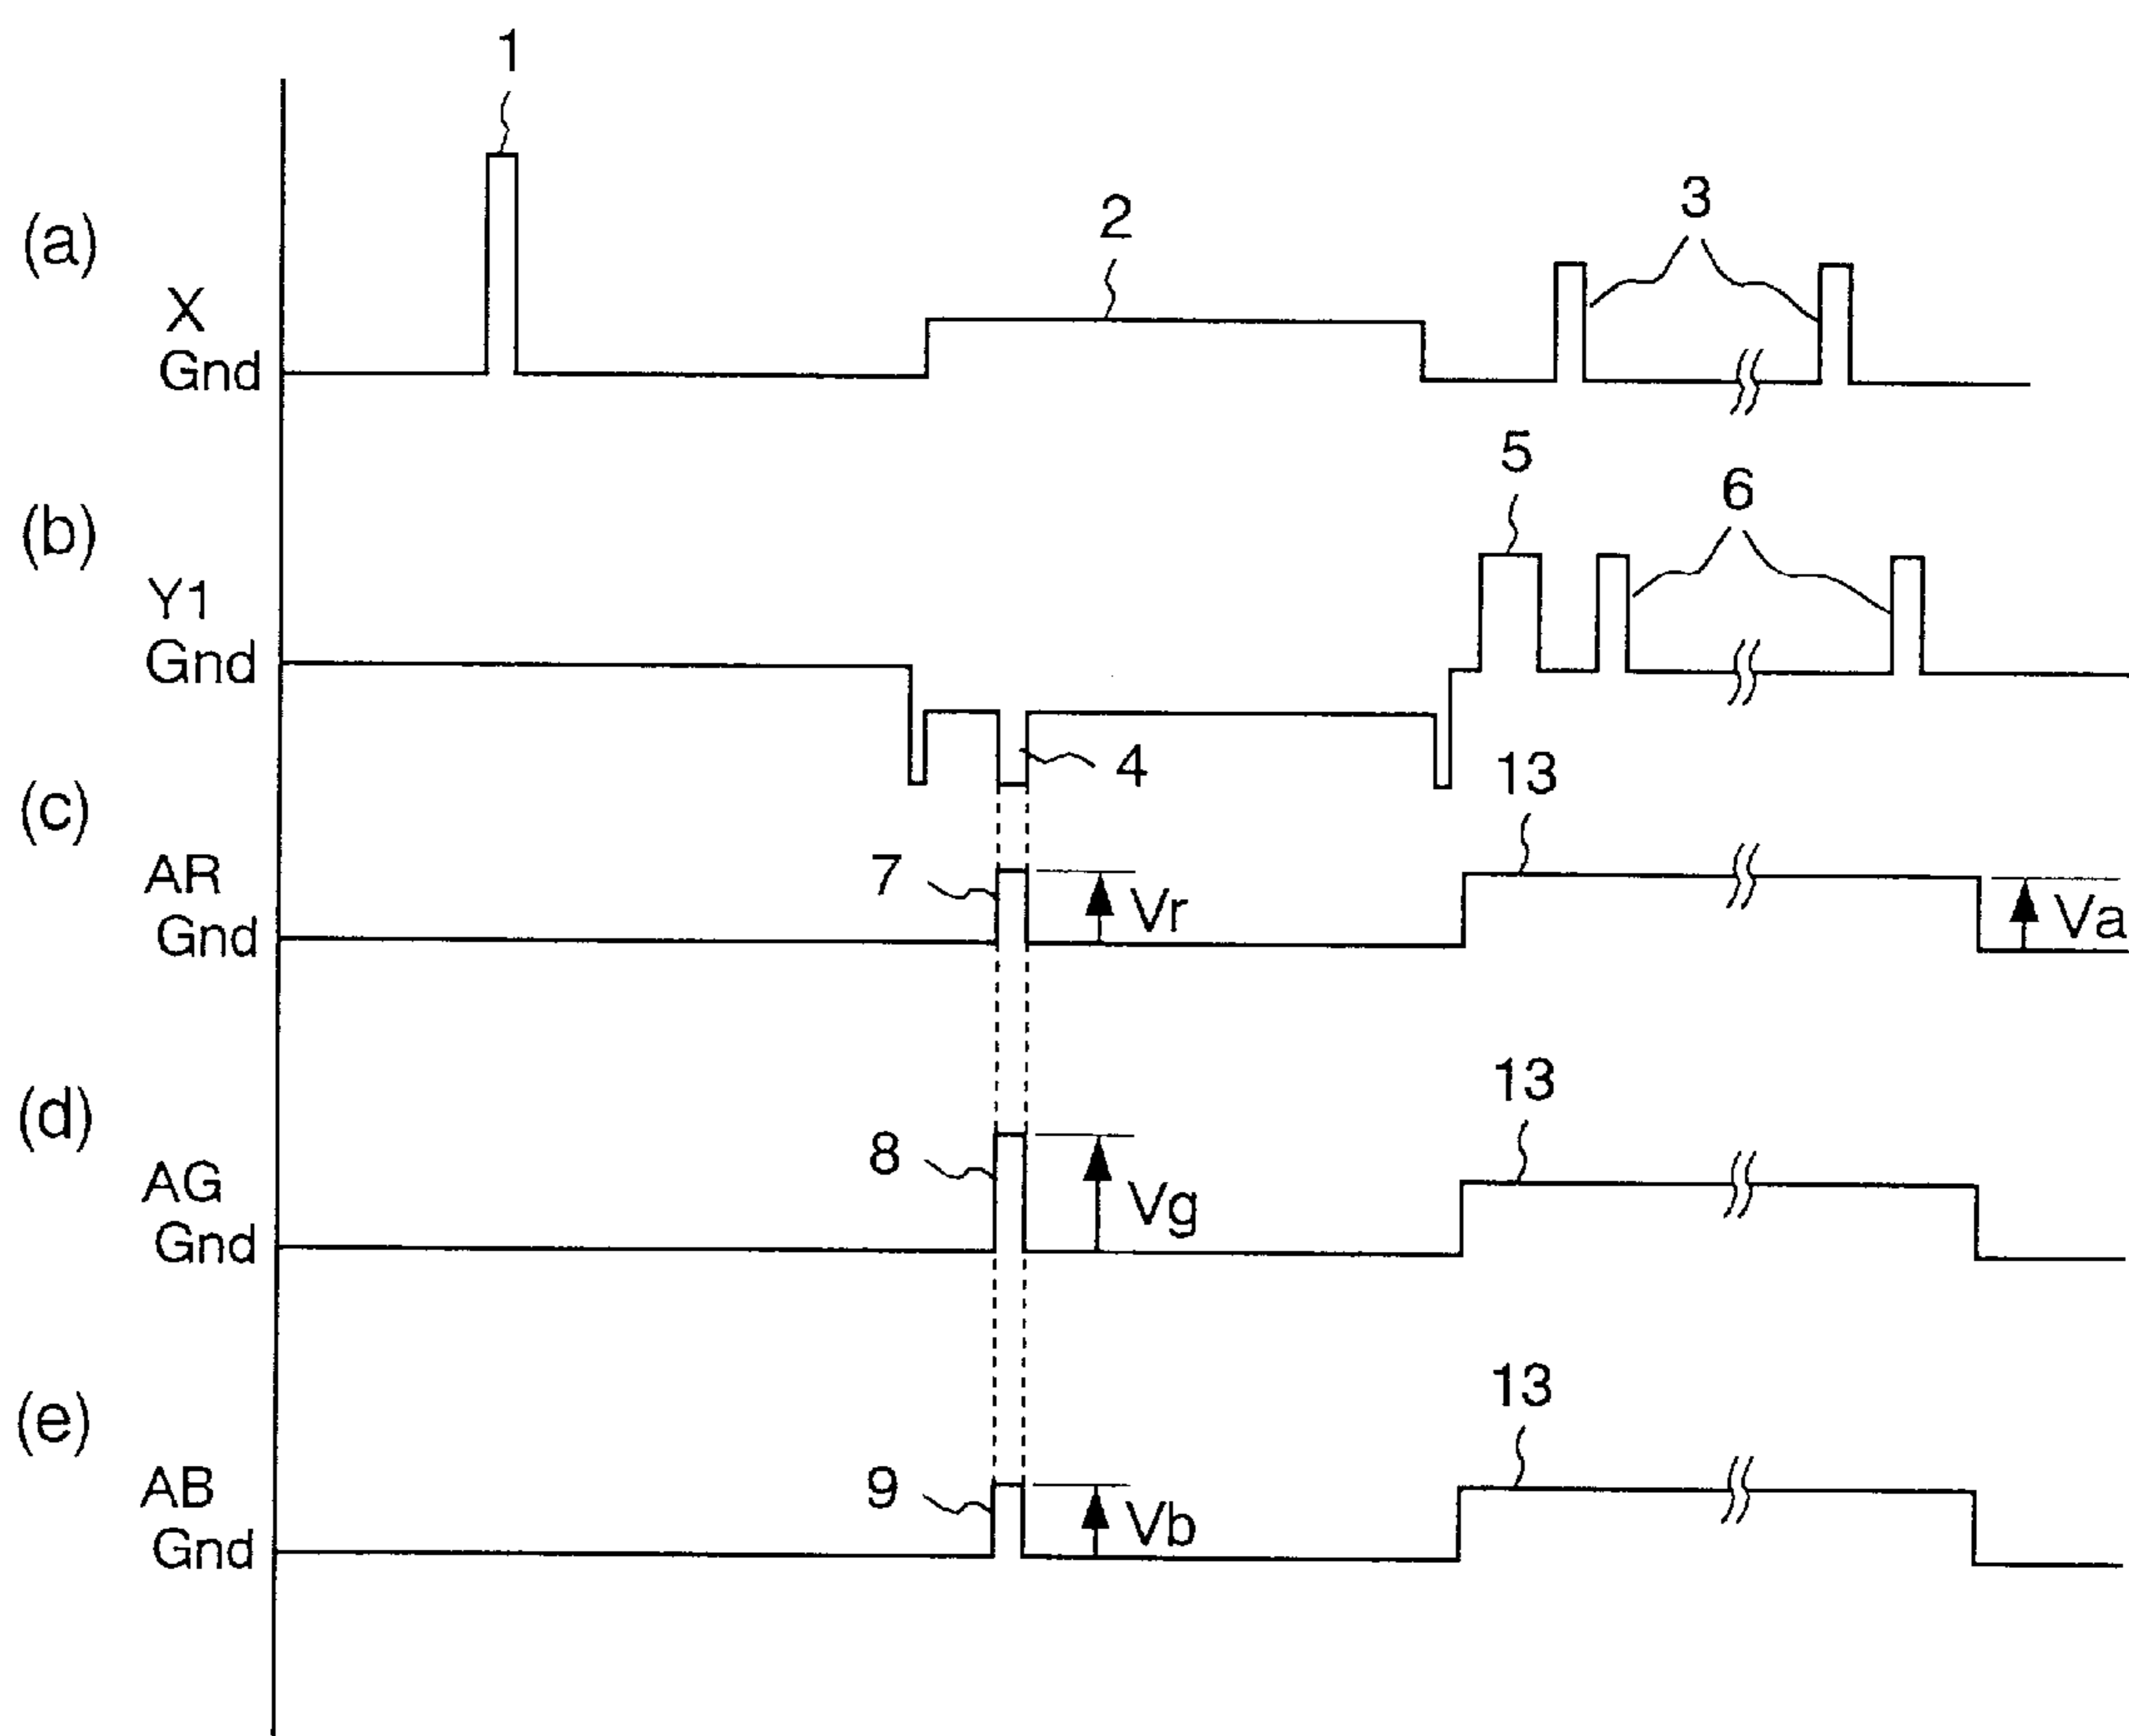 1
(a)
2
3
X
Gnd
(b)
5
6
Y1
Gnd
4
(c)
13
AR
7
Vr
Va
Gnd
(d)
13
AG
8
Vg
Gnd
(e)
13
AB
9
Vb
Gnd